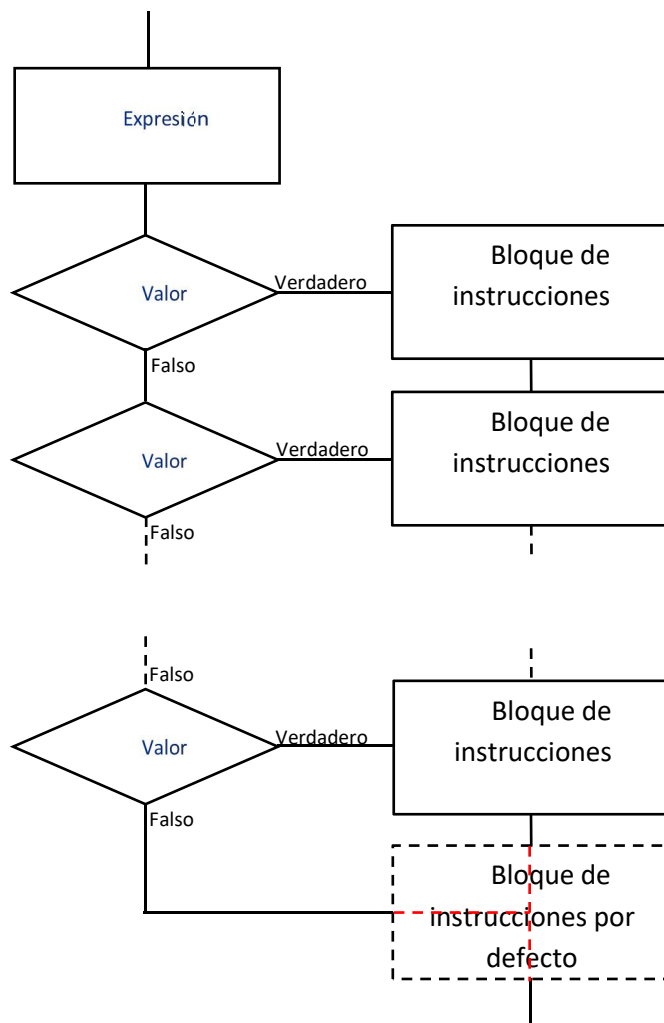 Expresión
Valor
Verdadero
Bloque de
instrucciones
Falso
Valor
Verdadero
Bloque de
instrucciones
Falso
Falso
Valor
Verdadero
Bloque de
instrucciones
Falso
Bloque de
instrucciones por
defecto